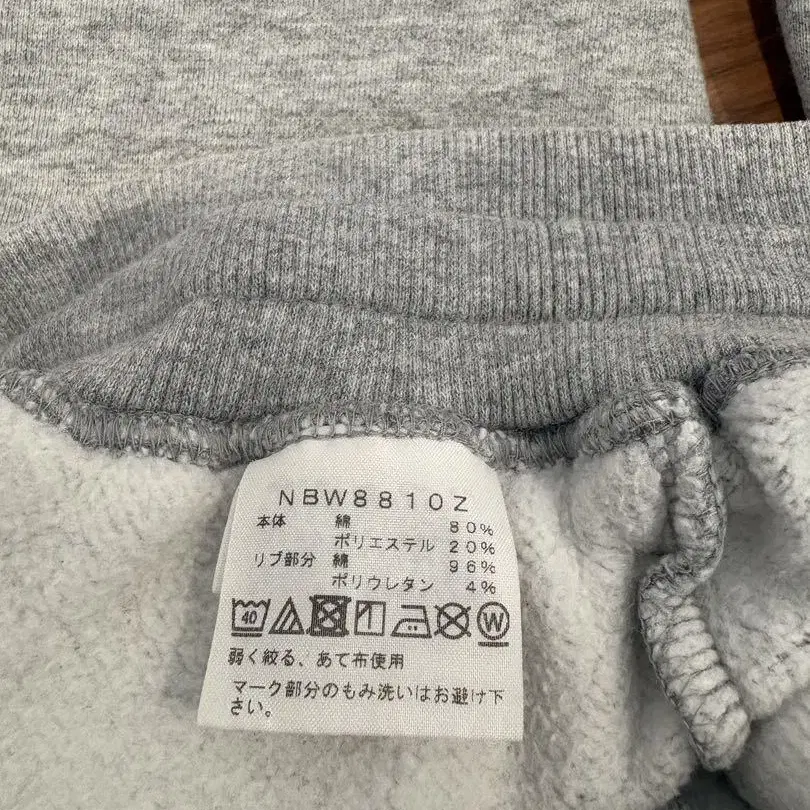 NBW8810Z
本体 綿 80%
ポリエステル 20%
リブ部分 綿 96%
ポリウレタン 4%
40 W
弱く絞る、あて布使用
マーク部分のもみ洗いはお避け下
さい。